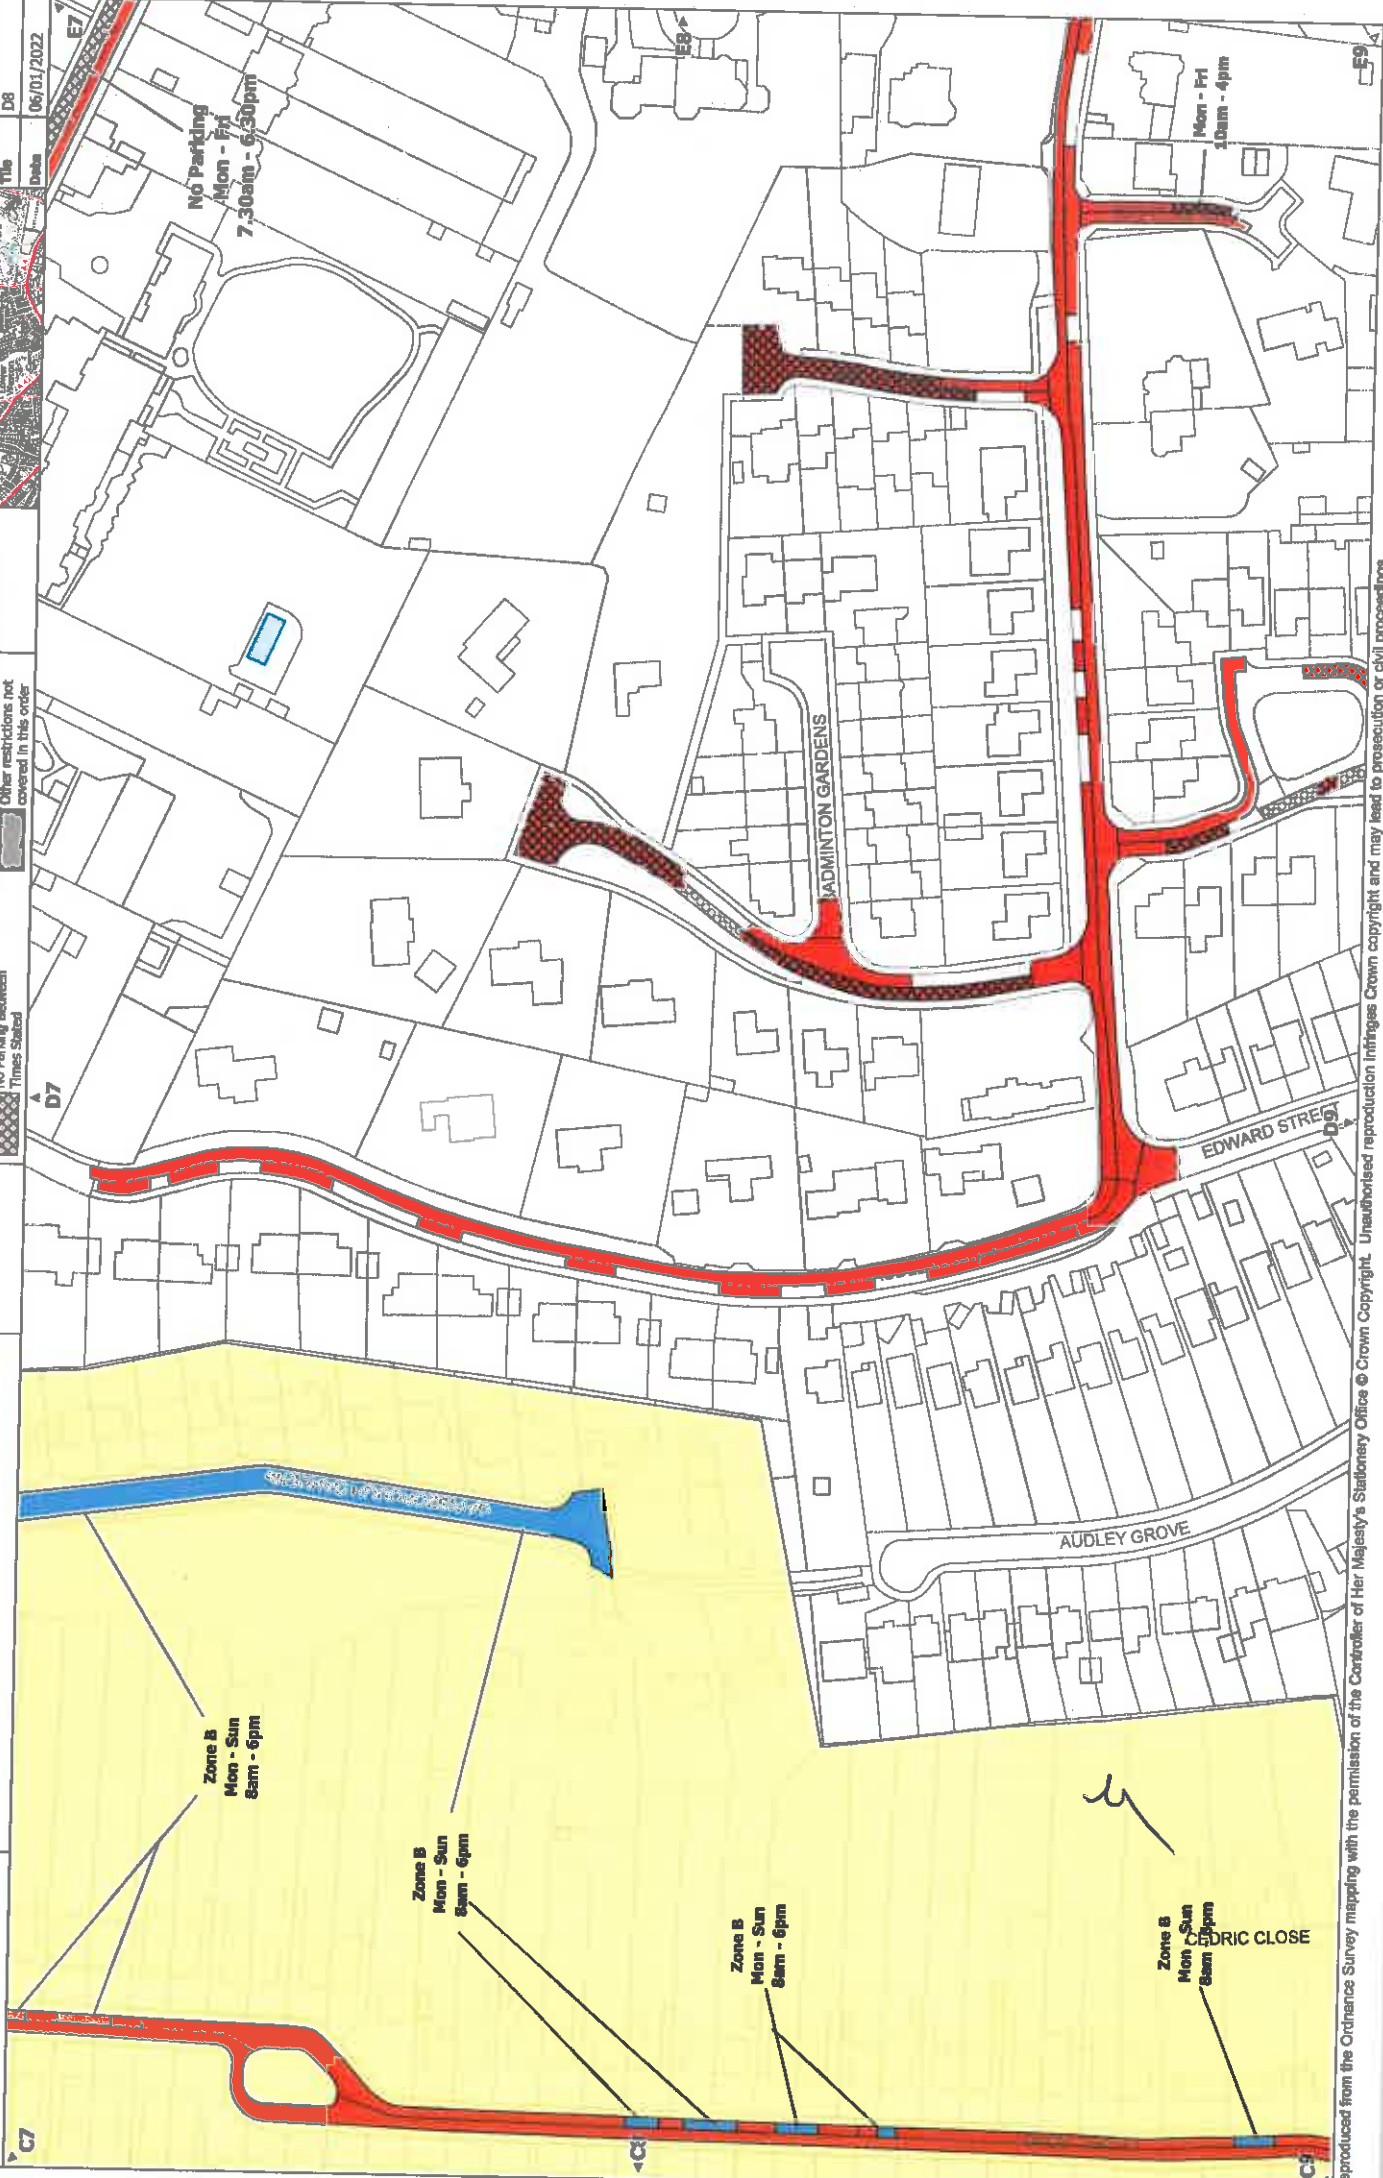 Tile
D8
Date
06/01/2022
Other restrictions not
covered in this order
Times Stated
E7
D7
C7
No Parking
Mon - Fri
7.30am - 6.30pm
E8
Mon - Fri
10am - 4pm
E9
BADMINTON GARDENS
EDWARD STREET
D9
AUDLEY GROVE
Zone B
Mon - Sun
8am - 6pm
Zone B
Mon - Sun
8am - 6pm
C8
Zone B
Mon - Sun
8am - 6pm
Zone B
Mon - Sun
8am - 6pm
CEDRIC CLOSE
C9
eproduced from the Ordnance Survey mapping with the permission of the Controller of Her Majesty's Stationery Office © Crown Copyright. Unauthorised reproduction infringes Crown copyright and may lead to prosecution or civil proceedings